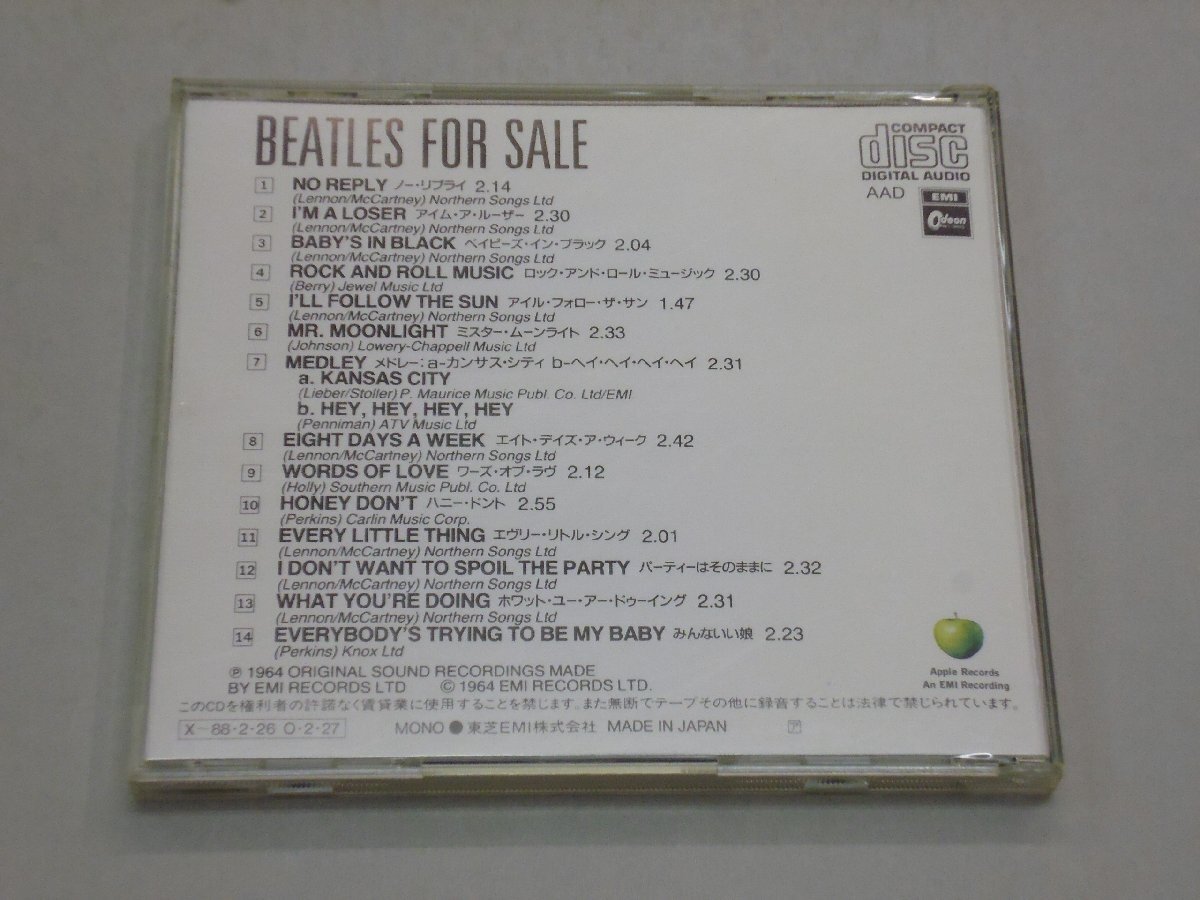 BEATLES FOR SALE
COMPACT
disc
DIGITAL AUDIO
AAD
EMI
Odeon
1 NO REPLY ノー・リプライ 2.14
(Lennon/McCartney) Northern Songs Ltd
2 I'M A LOSER アイム・ア・ルーザー 2.30
(Lennon/McCartney) Northern Songs Ltd
3 BABY'S IN BLACK ベイビーズ・イン・ブラック 2.04
(Lennon/McCartney) Northern Songs Ltd
4 ROCK AND ROLL MUSIC ロック・アンド・ロール・ミュージック 2.30
(Berry) Jewel Music Ltd
5 I'LL FOLLOW THE SUN アイル・フォロー・ザ・サン 1.47
(Lennon/McCartney) Northern Songs Ltd
6 MR. MOONLIGHT ミスター・ムーンライト 2.33
(Johnson) Lowery-Chappell Music Ltd
7 MEDLEY メドレー：a-カンサス・シティ b-ヘイ・ヘイ・ヘイ・ヘイ 2.31
a. KANSAS CITY
(Lieber/Stoller) P. Maurice Music Publ. Co. Ltd/EMI
b. HEY, HEY, HEY, HEY
(Penniman) ATV Music Ltd
8 EIGHT DAYS A WEEK エイト・デイズ・ア・ウィーク 2.42
(Lennon/McCartney) Northern Songs Ltd
9 WORDS OF LOVE ワーズ・オブ・ラヴ 2.12
(Holly) Southern Music Publ. Co. Ltd
10 HONEY DON'T ハニー・ドント 2.55
(Perkins) Carlin Music Corp.
11 EVERY LITTLE THING エヴリー・リトル・シング 2.01
(Lennon/McCartney) Northern Songs Ltd
12 I DON'T WANT TO SPOIL THE PARTY パーティーはそのままに 2.32
(Lennon/McCartney) Northern Songs Ltd
13 WHAT YOU'RE DOING ホワット・ユー・アー・ドゥーイング 2.31
(Lennon/McCartney) Northern Songs Ltd
14 EVERYBODY'S TRYING TO BE MY BABY みんないい娘 2.23
(Perkins) Knox Ltd
Ⓟ 1964 ORIGINAL SOUND RECORDINGS MADE
BY EMI RECORDS LTD © 1964 EMI RECORDS LTD.
Apple Records
An EMI Recording
このCDを権利者の許諾なく賃貸業に使用することを禁じます。また無断でテープその他に録音することは法律で禁じられています。
X-88・2・26 O・2・27 MONO ● 東芝EMI株式会社 MADE IN JAPAN ア